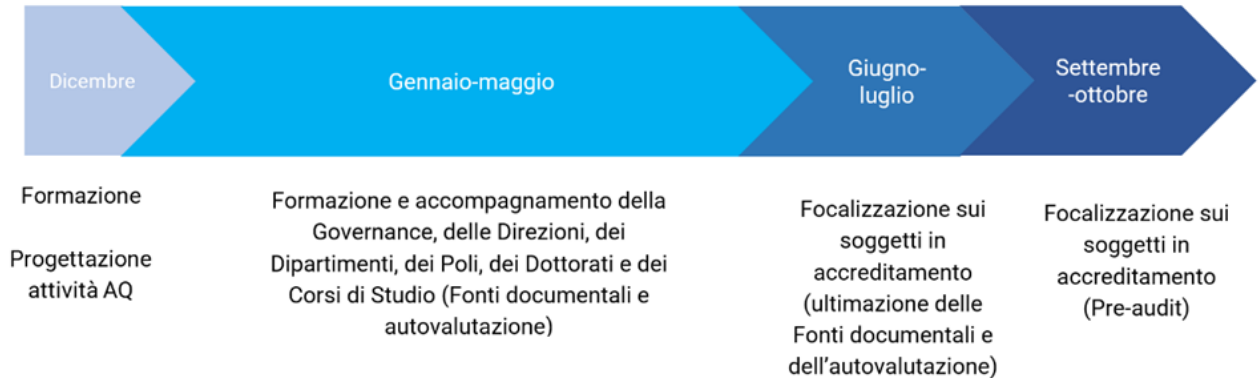 Dicembre
Gennaio-maggio
Giugno-
luglio
Settembre
-ottobre
Formazione
Progettazione
attività AQ
Formazione e accompagnamento della
Governance, delle Direzioni, dei
Dipartimenti, dei Poli, dei Dottorati e dei
Corsi di Studio (Fonti documentali e
autovalutazione)
Focalizzazione sui
soggetti in
accreditamento
(ultimazione delle
Fonti documentali e
dell'autovalutazione)
Focalizzazione sui
soggetti in
accreditamento
(Pre-audit)